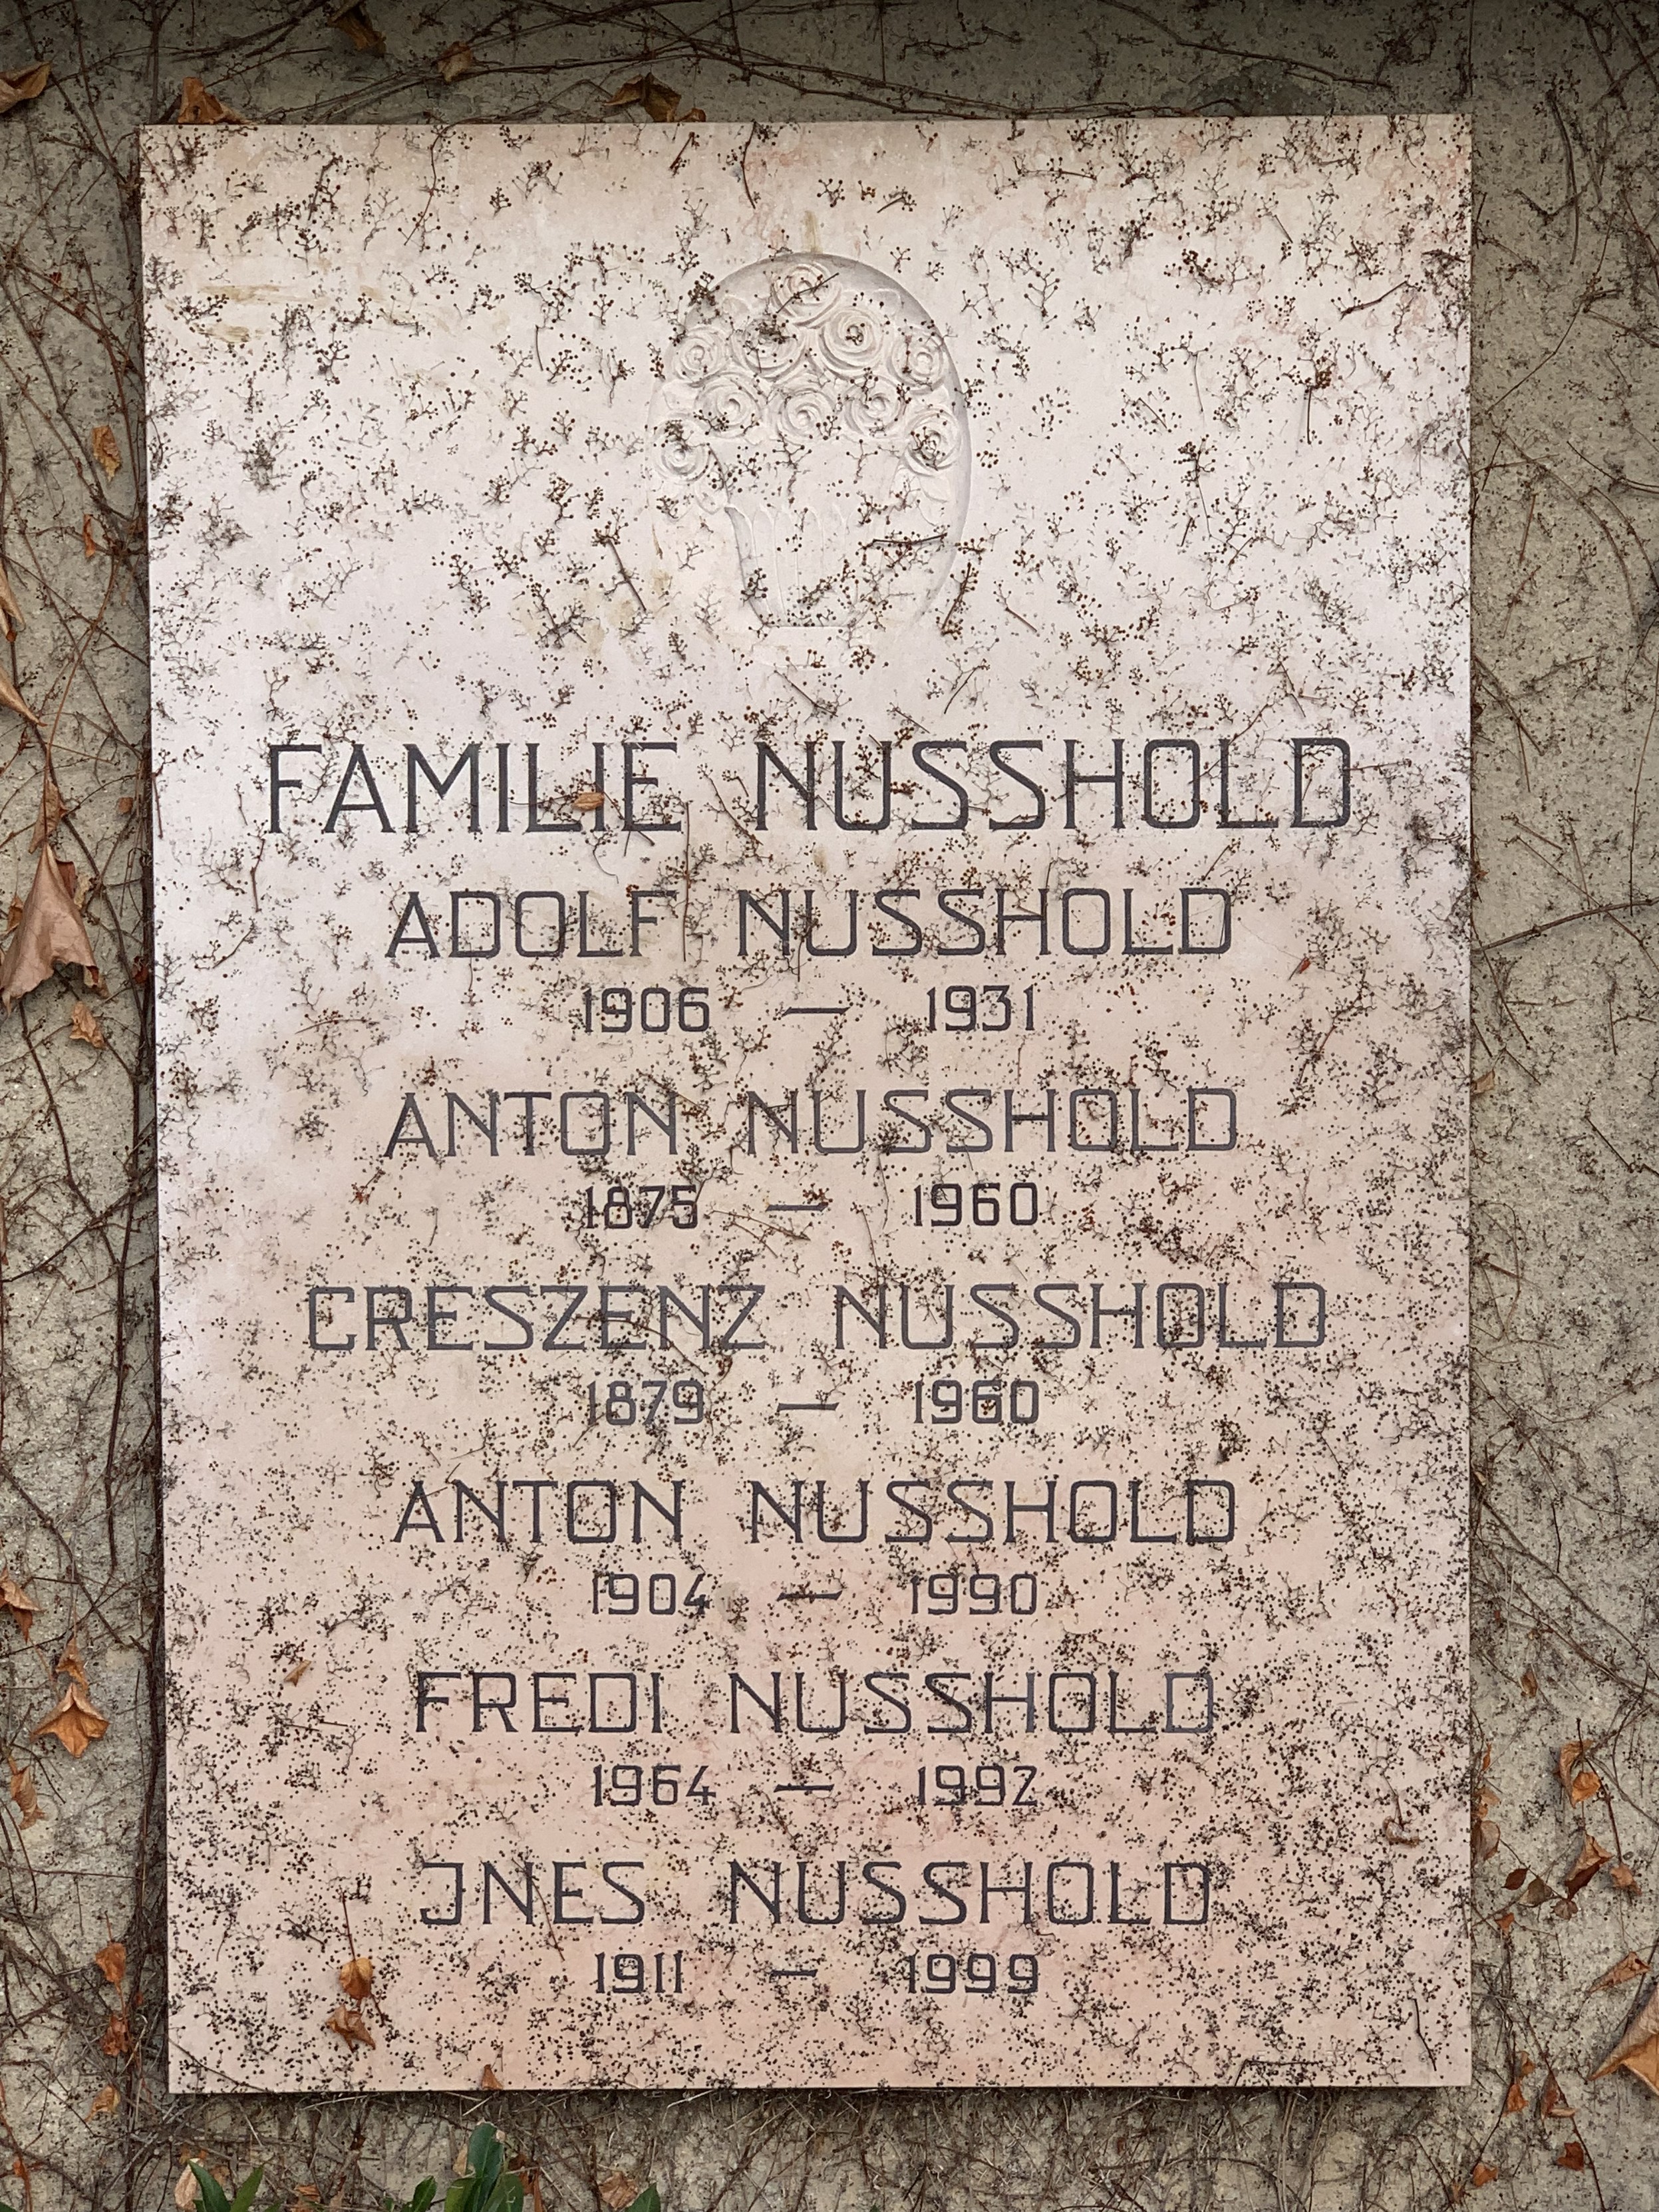 FAMILIE NUSSHOLD
ADOLF NUSSHOLD
1906 — 1931
ANTON NUSSHOLD
1875 — 1960
CRESZENZ NUSSHOLD
1879 — 1960
ANTON NUSSHOLD
1904 — 1990
FREDI NUSSHOLD
1964 — 1992
JNES NUSSHOLD
1911 — 1999